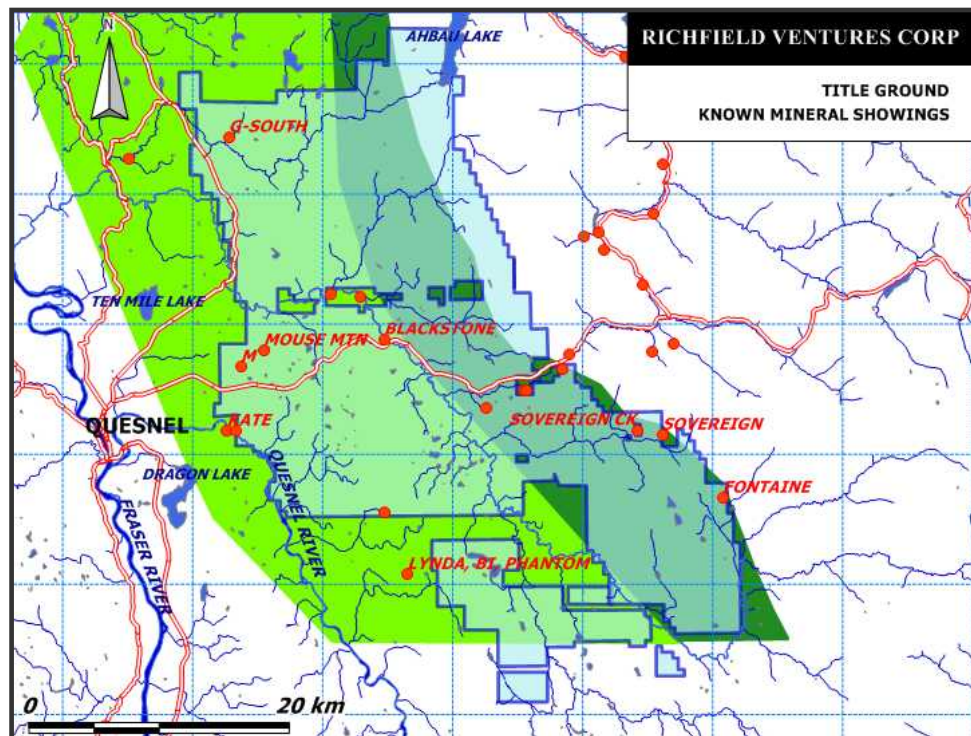 N
AHBAU LAKE
RICHFIELD VENTURES CORP
TITLE GROUND
KNOWN MINERAL SHOWINGS
G-SOUTH
TEN MILE LAKE
BLACKSTONE
MOUSE MTN
M
QUESNEL
KATE
SOVEREIGN CK
SOVEREIGN
DRAGON LAKE
QUESNEL RIVER
FONTAINE
FRASER RIVER
LYNDA, BI, PHANTOM
0 20 km